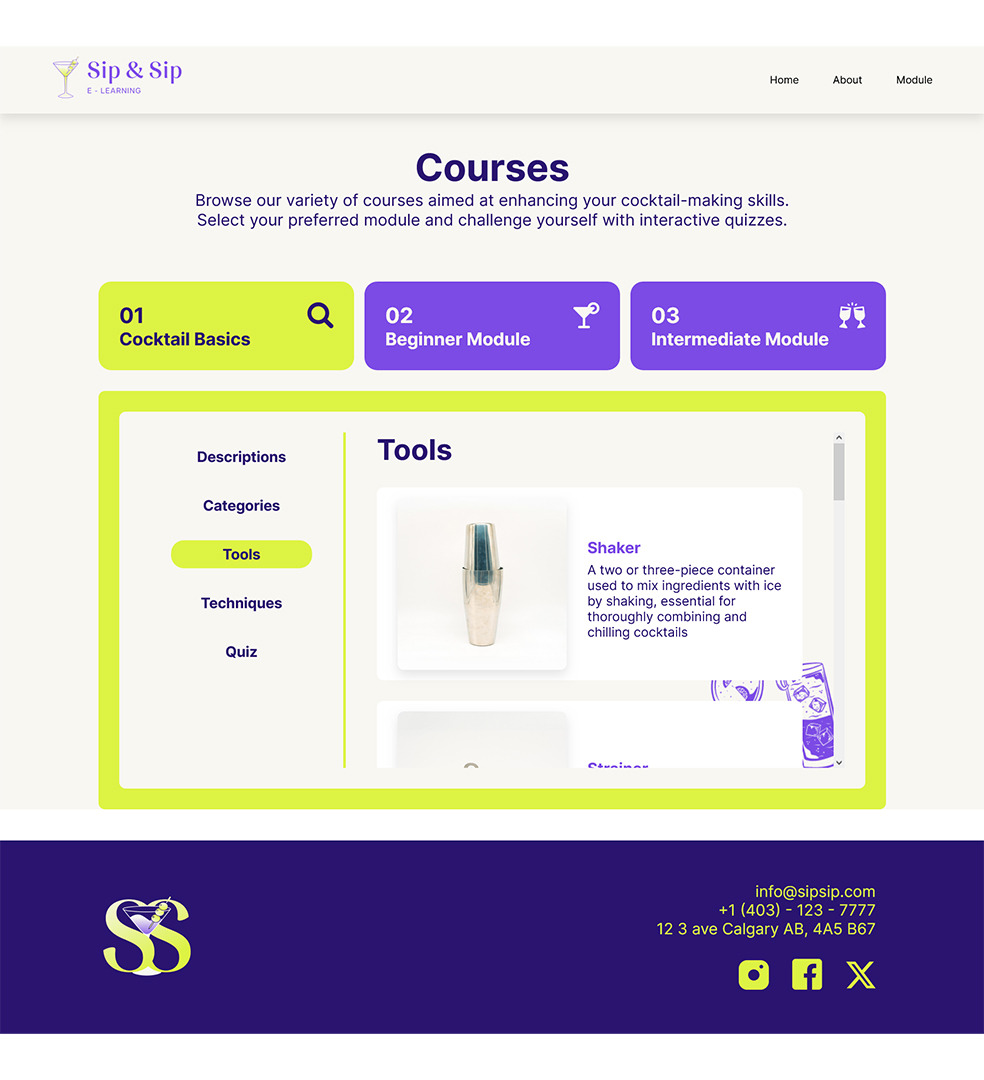 Sip & Sip
E - LEARNING
Home
About
Module
Courses
Browse our variety of courses aimed at enhancing your cocktail-making skills.
Select your preferred module and challenge yourself with interactive quizzes.
01
Cocktail Basics
02
Beginner Module
03
Intermediate Module
Descriptions
Categories
Tools
Techniques
Quiz
Tools
Shaker
A two or three-piece container
used to mix ingredients with ice
by shaking, essential for
thoroughly combining and
chilling cocktails
Strainer
SS
info@sipsip.com
+1 (403) - 123 - 7777
12 3 ave Calgary AB, 4A5 B67